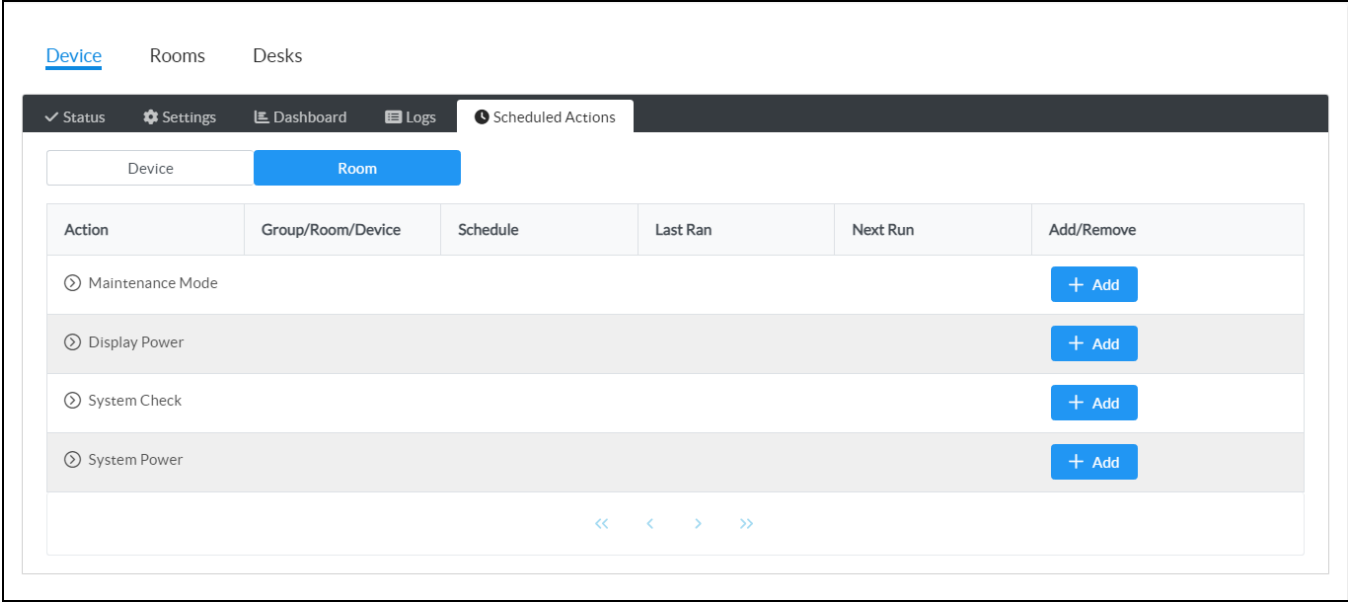 Device Rooms Desks
Status Settings Dashboard Logs Scheduled Actions
Device Room
Action Group/Room/Device Schedule Last Ran Next Run Add/Remove
Maintenance Mode + Add
Display Power + Add
System Check + Add
System Power + Add